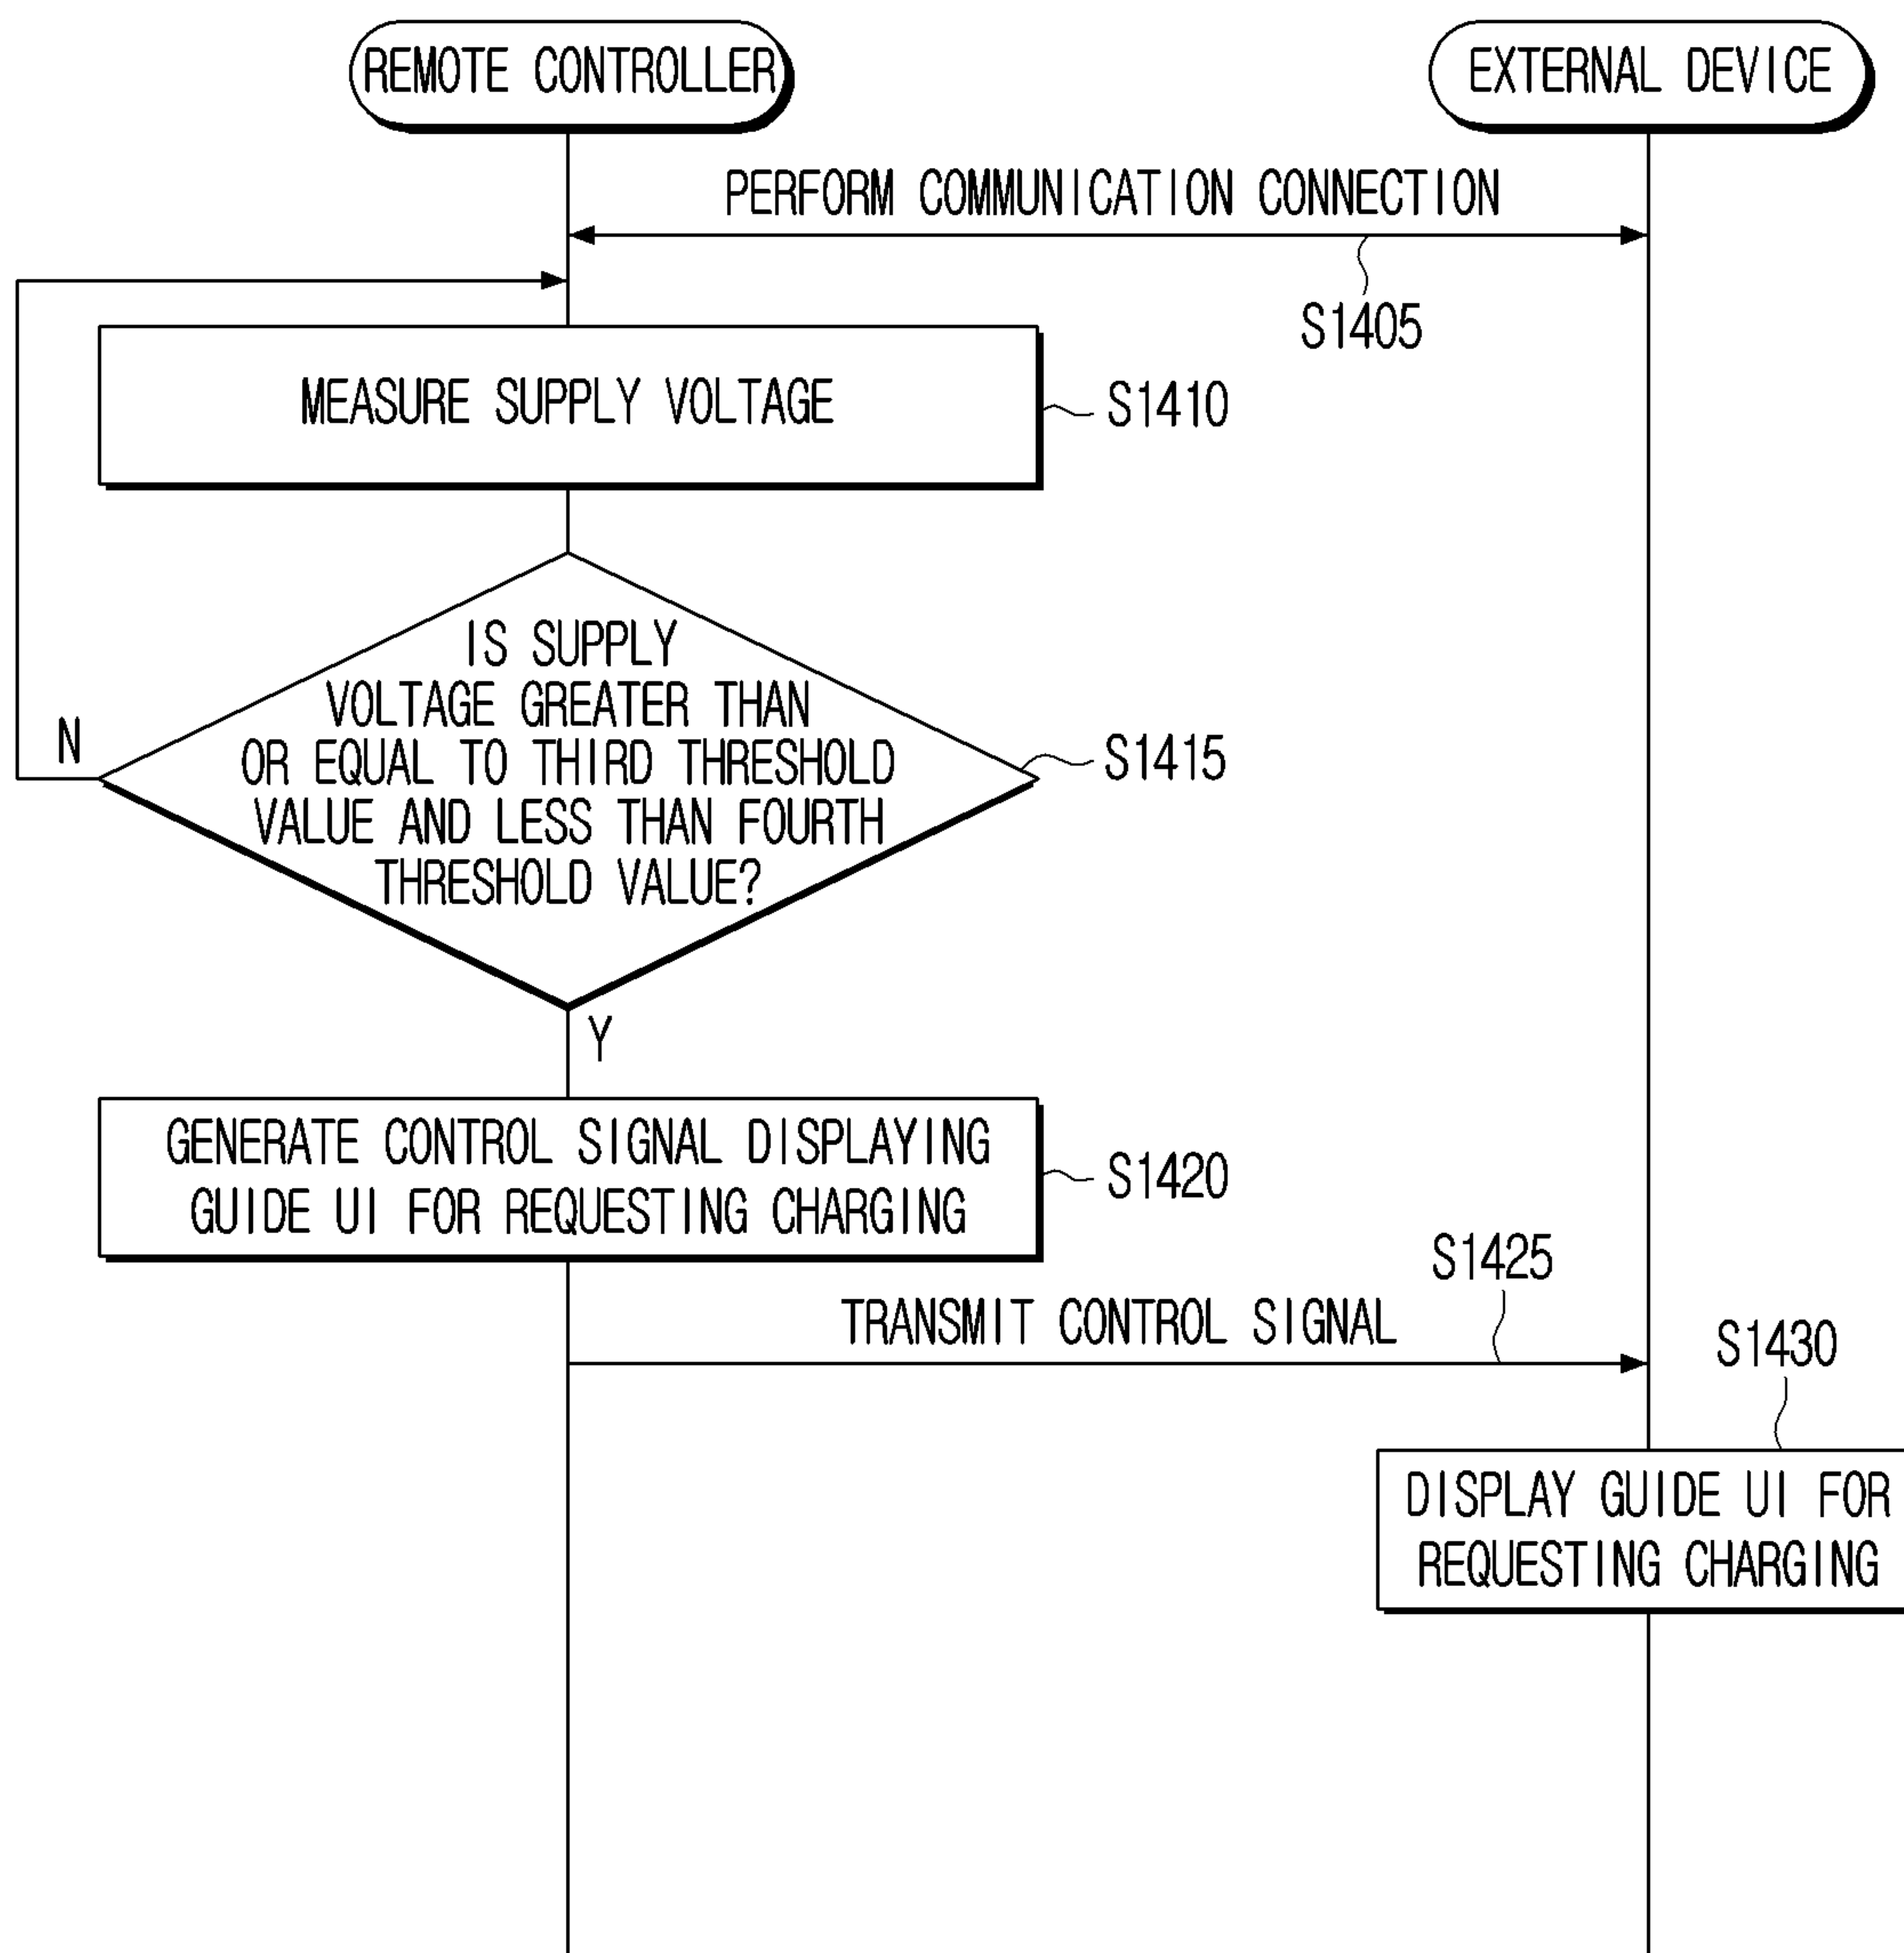 REMOTE CONTROLLER
EXTERNAL DEVICE
PERFORM COMMUNICATION CONNECTION
S1405
MEASURE SUPPLY VOLTAGE
S1410
IS SUPPLY
VOLTAGE GREATER THAN
OR EQUAL TO THIRD THRESHOLD
VALUE AND LESS THAN FOURTH
THRESHOLD VALUE?
N
S1415
Y
GENERATE CONTROL SIGNAL DISPLAYING
GUIDE UI FOR REQUESTING CHARGING
S1420
S1425
TRANSMIT CONTROL SIGNAL
S1430
DISPLAY GUIDE UI FOR
REQUESTING CHARGING